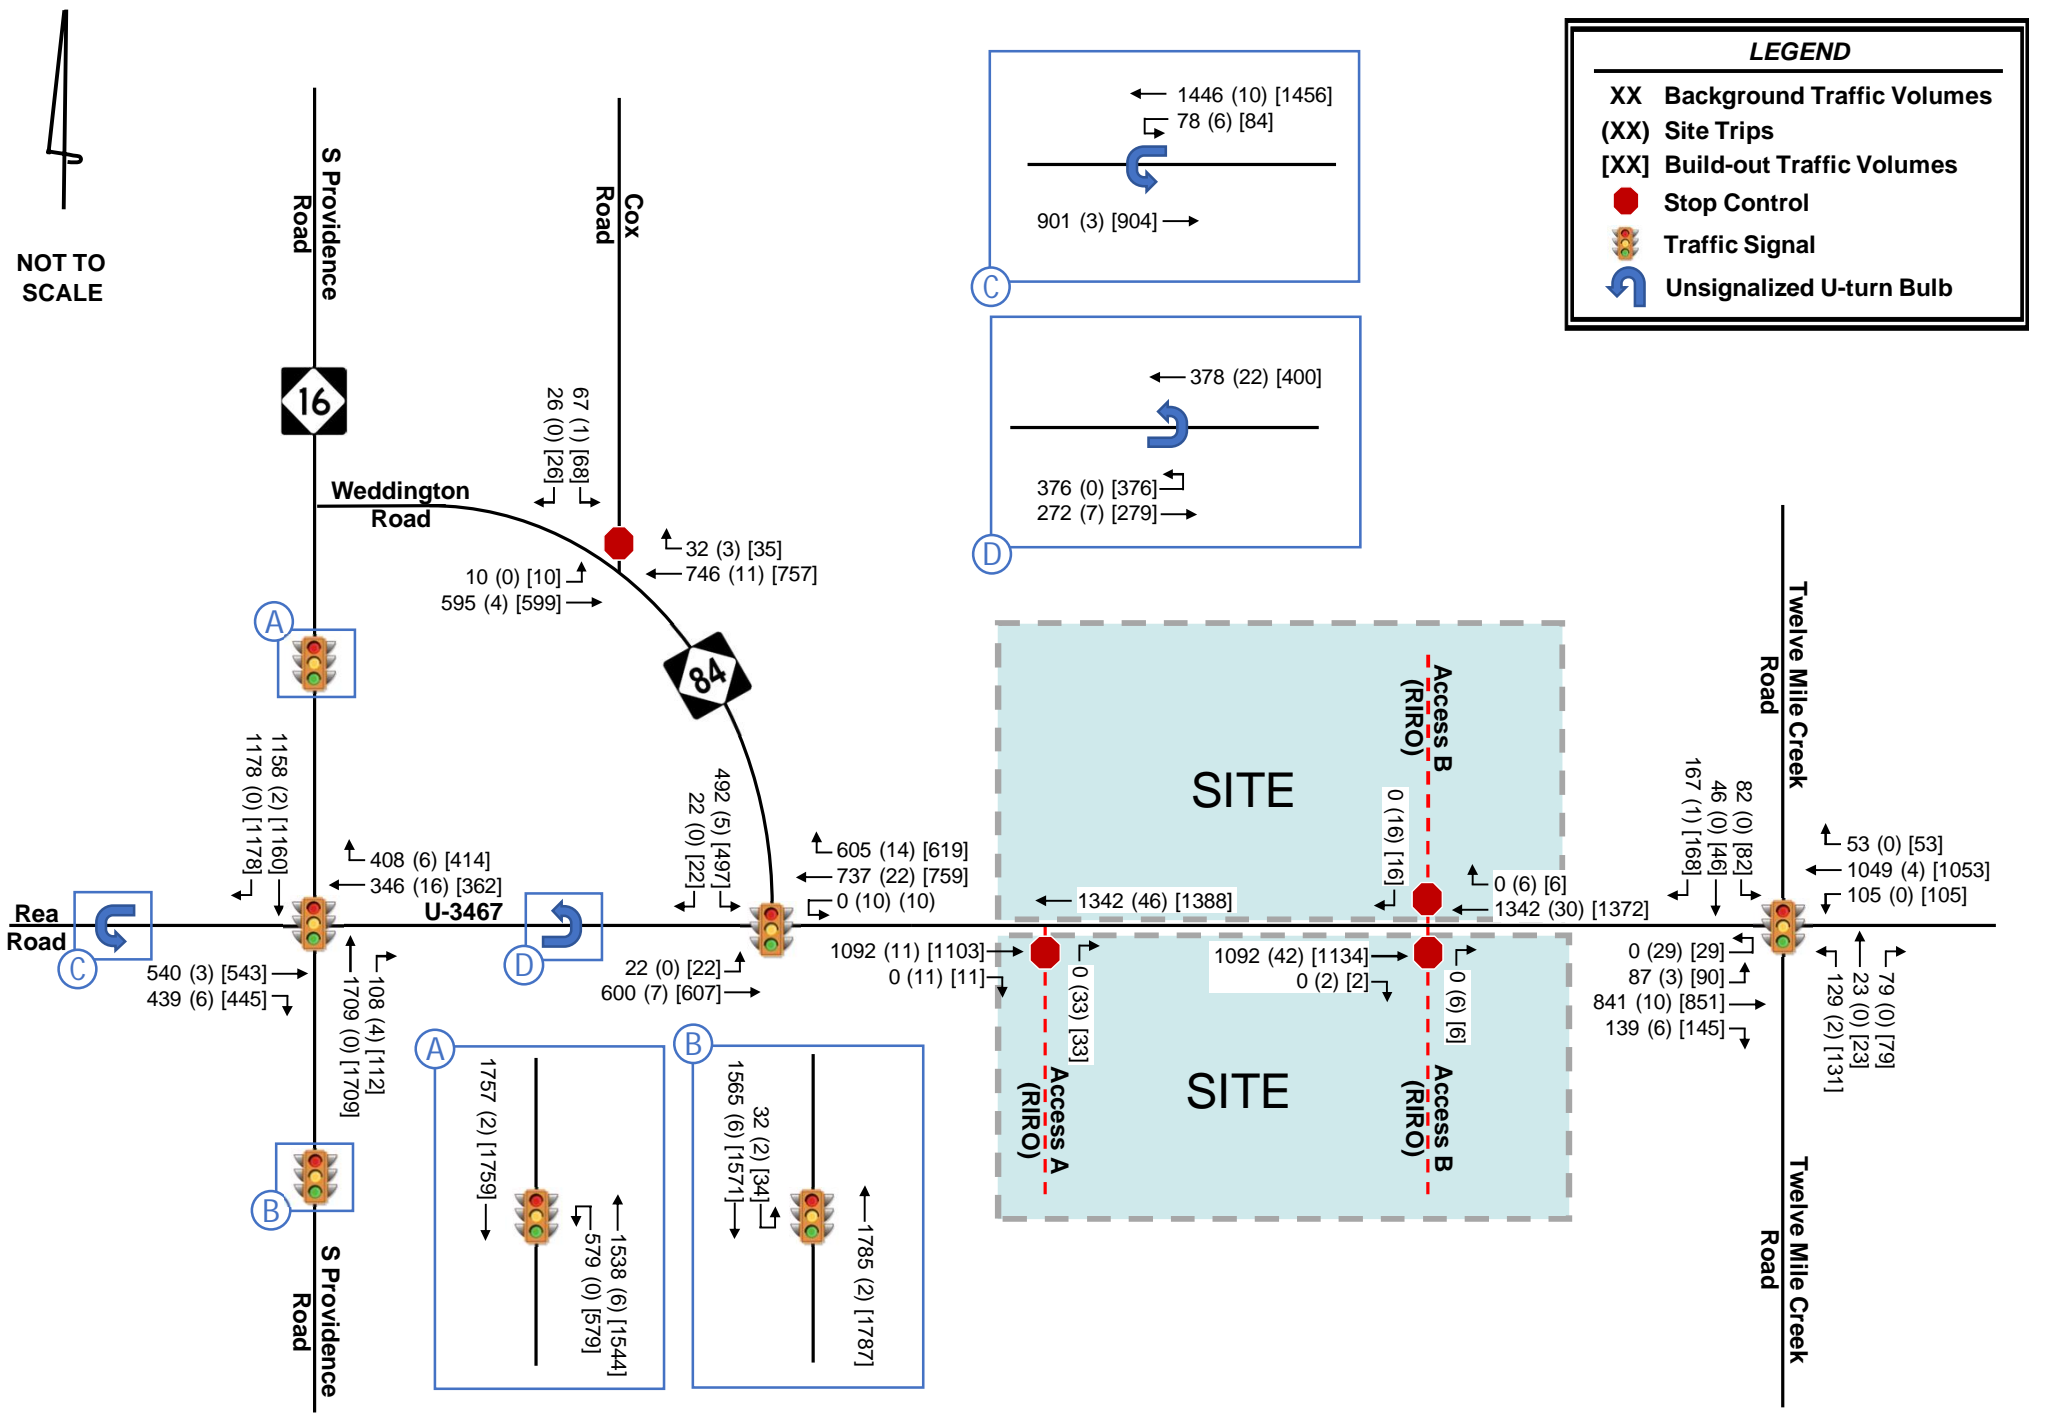 LEGEND
XX Background Traffic Volumes
(XX) Site Trips
[XX] Build-out Traffic Volumes
Stop Control
Traffic Signal
Unsignalized U-turn Bulb
NOT TO
SCALE
S Providence
Road
Cox
Road
1446 (10) [1456]
78 (6) [84]
901 (3) [904]
C
378 (22) [400]
376 (0) [376]
272 (7) [279]
D
16
Weddington
Road
67 (1) [68]
26 (0) [26]
32 (3) [35]
746 (11) [757]
10 (0) [10]
595 (4) [599]
A
84
Twelve Mile Creek
Road
SITE
Access B
(RIRO)
1158 (2) [1160]
1178 (0) [1178]
408 (6) [414]
346 (16) [362]
U-3467
492 (5) [497]
22 (0) [22]
605 (14) [619]
737 (22) [759]
0 (10) (10)
1342 (46) [1388]
0 (16) [16]
0 (6) [6]
1342 (30) [1372]
82 (0) [82]
46 (0) [46]
167 (1) [168]
53 (0) [53]
1049 (4) [1053]
105 (0) [105]
Rea
Road
C
540 (3) [543]
439 (6) [445]
108 (4) [112]
1709 (0) [1709]
D
22 (0) [22]
600 (7) [607]
1092 (11) [1103]
0 (11) [11]
0 (33) [33]
1092 (42) [1134]
0 (2) [2]
0 (6) [6]
0 (29) [29]
87 (3) [90]
841 (10) [851]
139 (6) [145]
79 (0) [79]
23 (0) [23]
129 (2) [131]
SITE
Access A
(RIRO)
Access B
(RIRO)
A
1757 (2) [1759]
1538 (6) [1544]
579 (0) [579]
B
32 (2) [34]
1565 (6) [1571]
1785 (2) [1787]
B
S Providence
Road
Twelve Mile Creek
Road